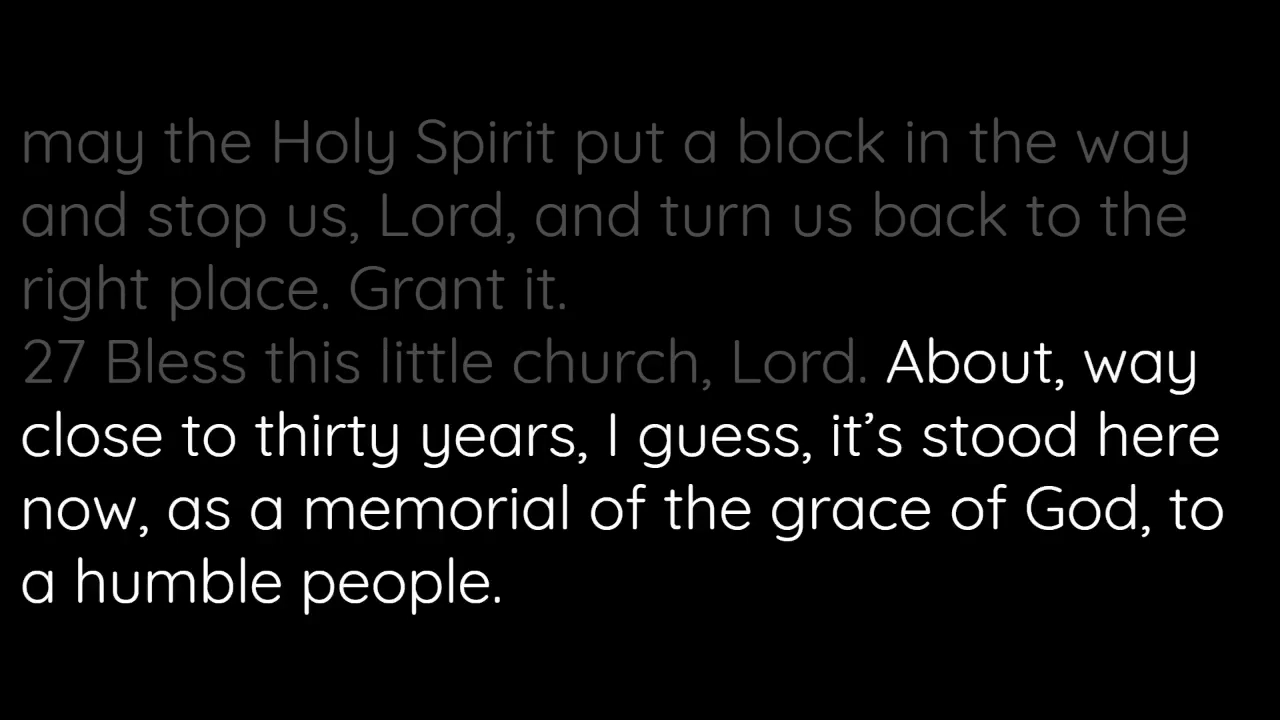 may the Holy Spirit put a block in the way
and stop us, Lord, and turn us back to the
right place. Grant it.
27 Bless this little church, Lord. About, way
close to thirty years, I guess, it’s stood here
now, as a memorial of the grace of God, to
a humble people.